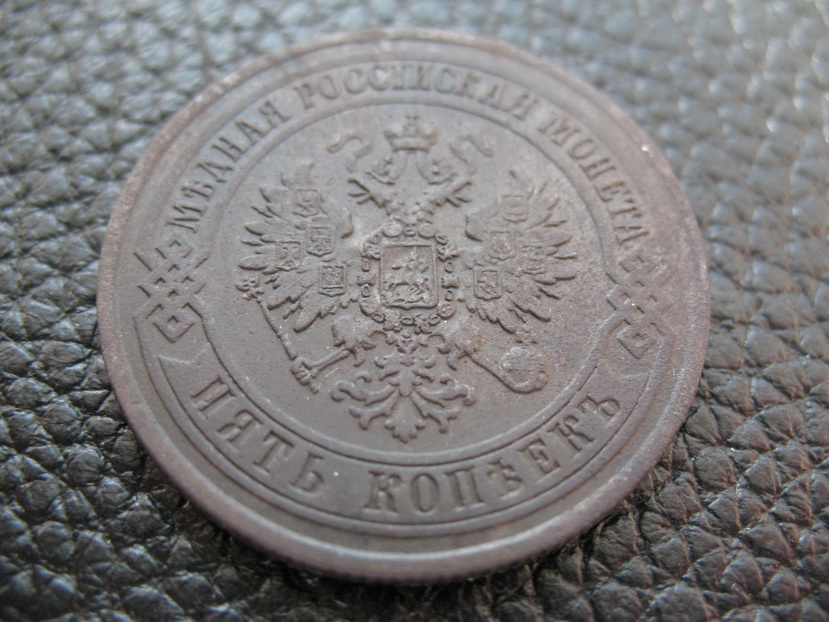 МѢДНАЯ РОССІЙСКАЯ МОНЕТА
ПЯТЬ КОПѢЕКЪ